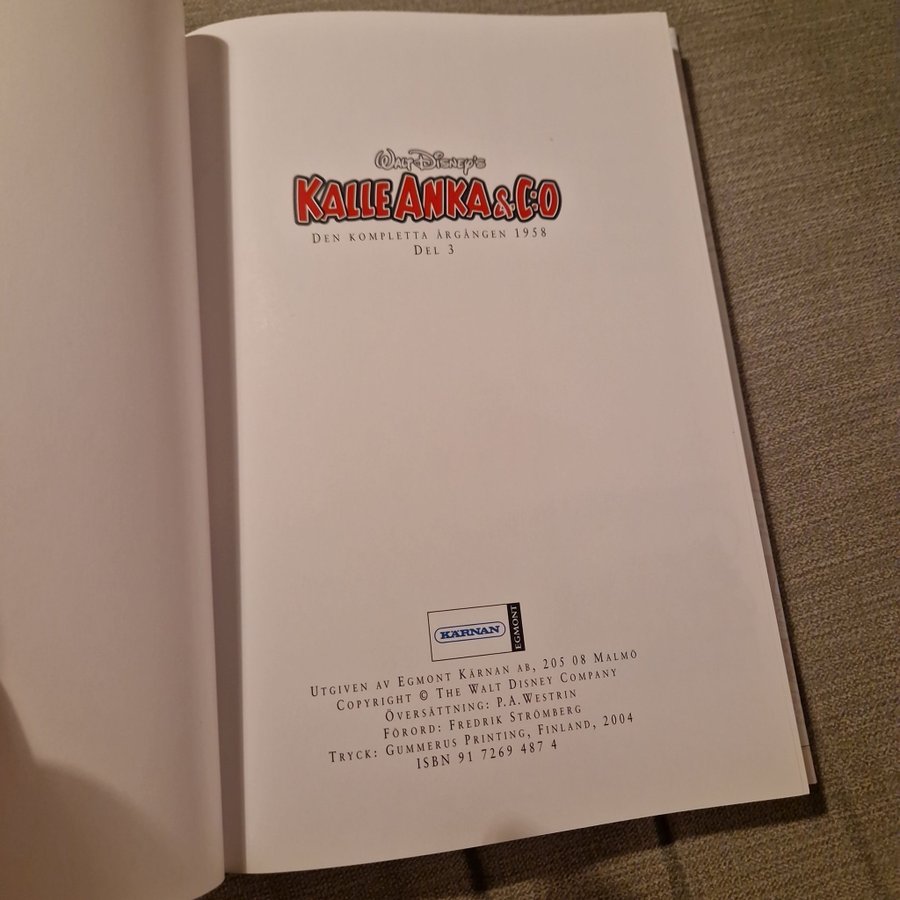 Walt Disney's
KALLE ANKA & C:O
DEN KOMPLETTA ÅRGÅNGEN 1958
DEL 3
KÄRNAN
EGMONT
UTGIVEN AV EGMONT KÄRNAN AB, 205 08 MALMÖ
COPYRIGHT © THE WALT DISNEY COMPANY
ÖVERSÄTTNING: P.A.WESTRIN
FÖRORD: FREDRIK STRÖMBERG
TRYCK: GUMMERUS PRINTING, FINLAND, 2004
ISBN 91 7269 487 4